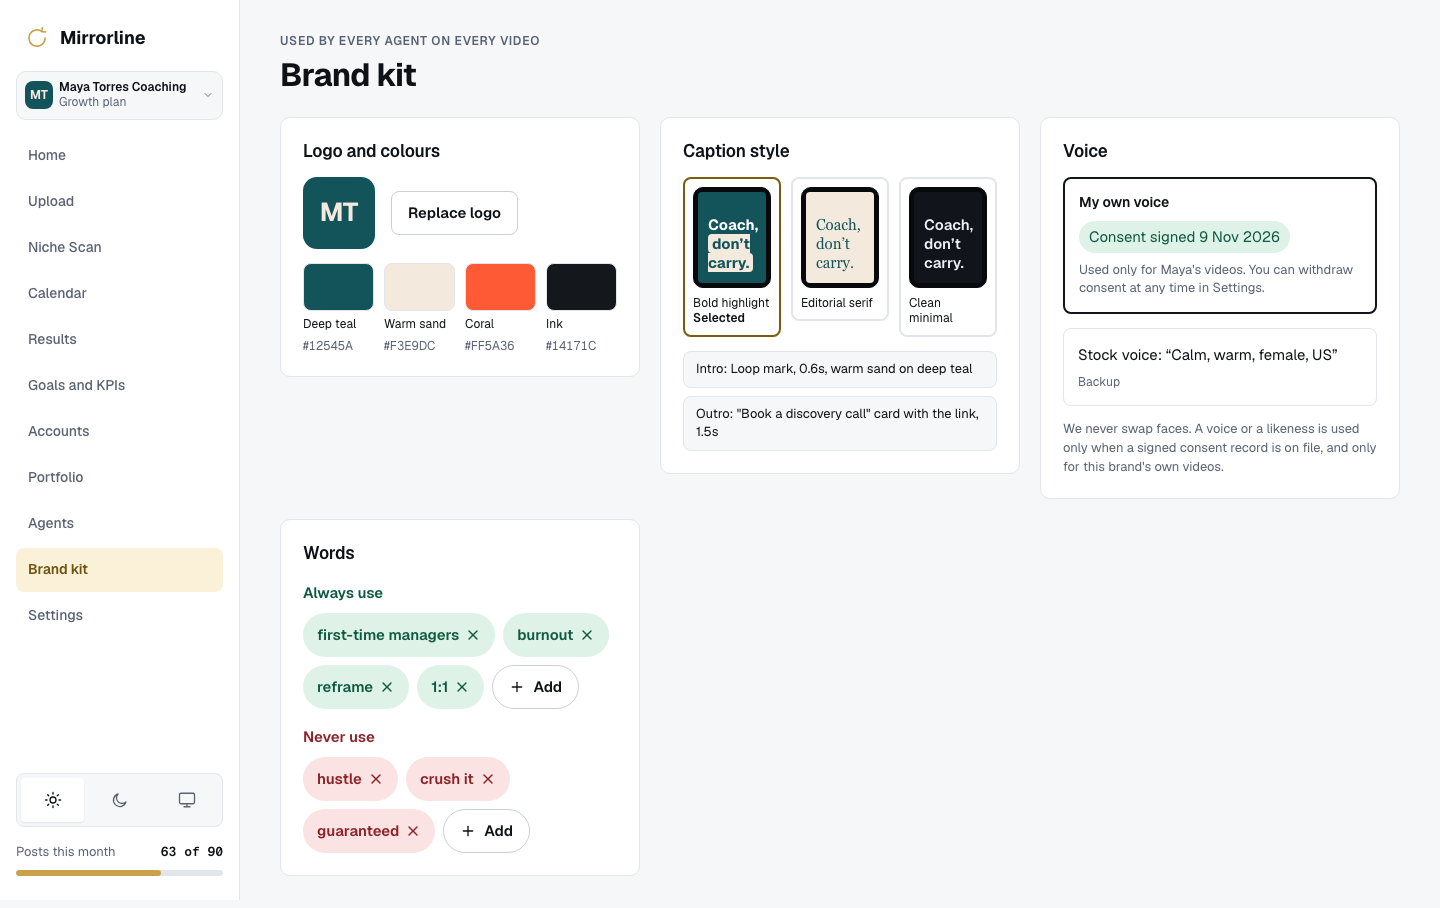 Mirrorline
MT
Maya Torres Coaching
Growth plan
Home
Upload
Niche Scan
Calendar
Results
Goals and KPIs
Accounts
Portfolio
Agents
Brand kit
Settings
Posts this month
63 of 90
USED BY EVERY AGENT ON EVERY VIDEO
Brand kit
Logo and colours
MT
Replace logo
Deep teal
#12545A
Warm sand
#F3E9DC
Coral
#FF5A36
Ink
#14171C
Caption style
Coach,
don't
carry.
Bold highlight
Selected
Coach,
don't
carry.
Editorial serif
Coach,
don't
carry.
Clean
minimal
Intro: Loop mark, 0.6s, warm sand on deep teal
Outro: "Book a discovery call" card with the link,
1.5s
Voice
My own voice
Consent signed 9 Nov 2026
Used only for Maya's videos. You can withdraw
consent at any time in Settings.
Stock voice: “Calm, warm, female, US”
Backup
We never swap faces. A voice or a likeness is used
only when a signed consent record is on file, and only
for this brand's own videos.
Words
Always use
first-time managers
burnout
reframe
1:1
Add
Never use
hustle
crush it
guaranteed
Add